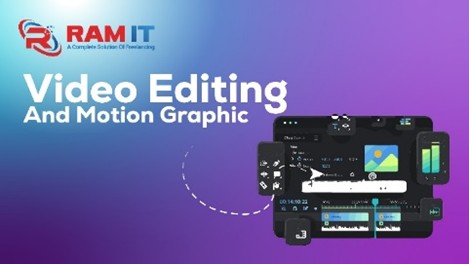 RAM IT
A Complete Solution Of Freelancing
Video Editing
And Motion Graphic